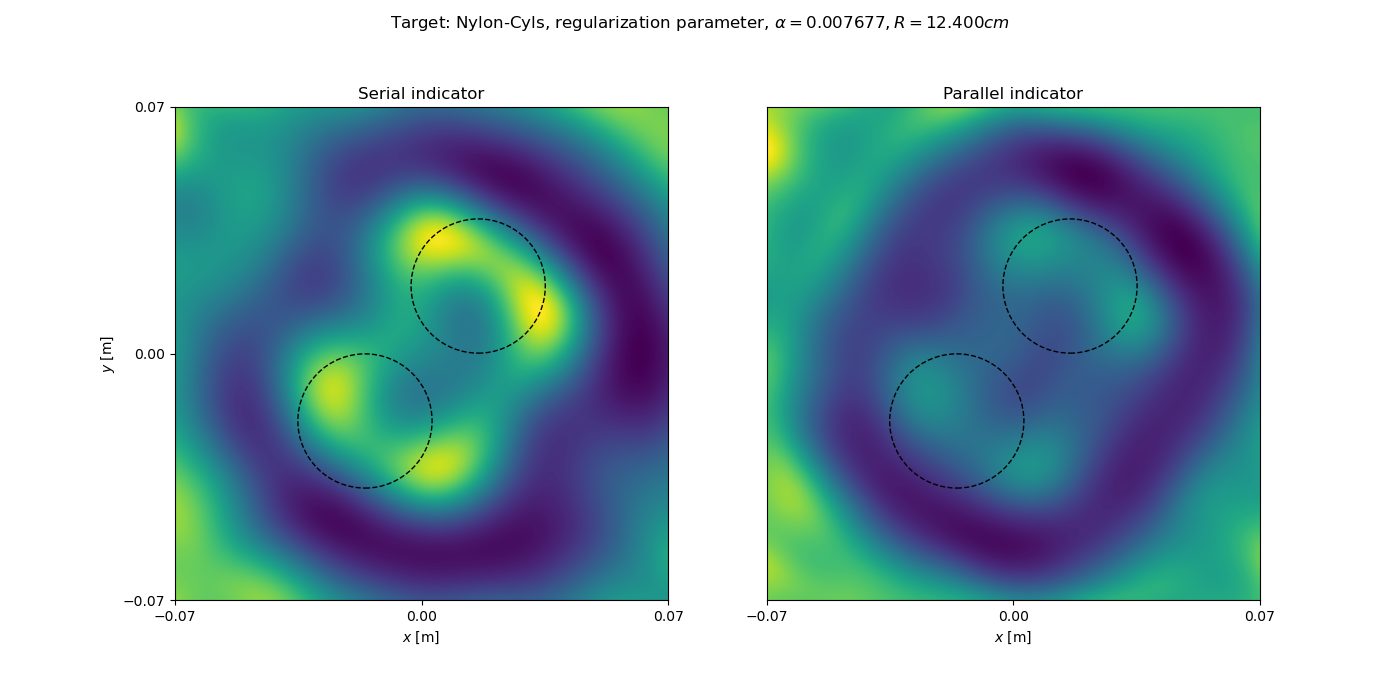 Target: Nylon-Cyls, regularization parameter, α = 0.007677, R = 12.400cm
Serial indicator
Parallel indicator
0.07
0.00
−0.07
y [m]
−0.07
0.00
0.07
x [m]
−0.07
0.00
0.07
x [m]